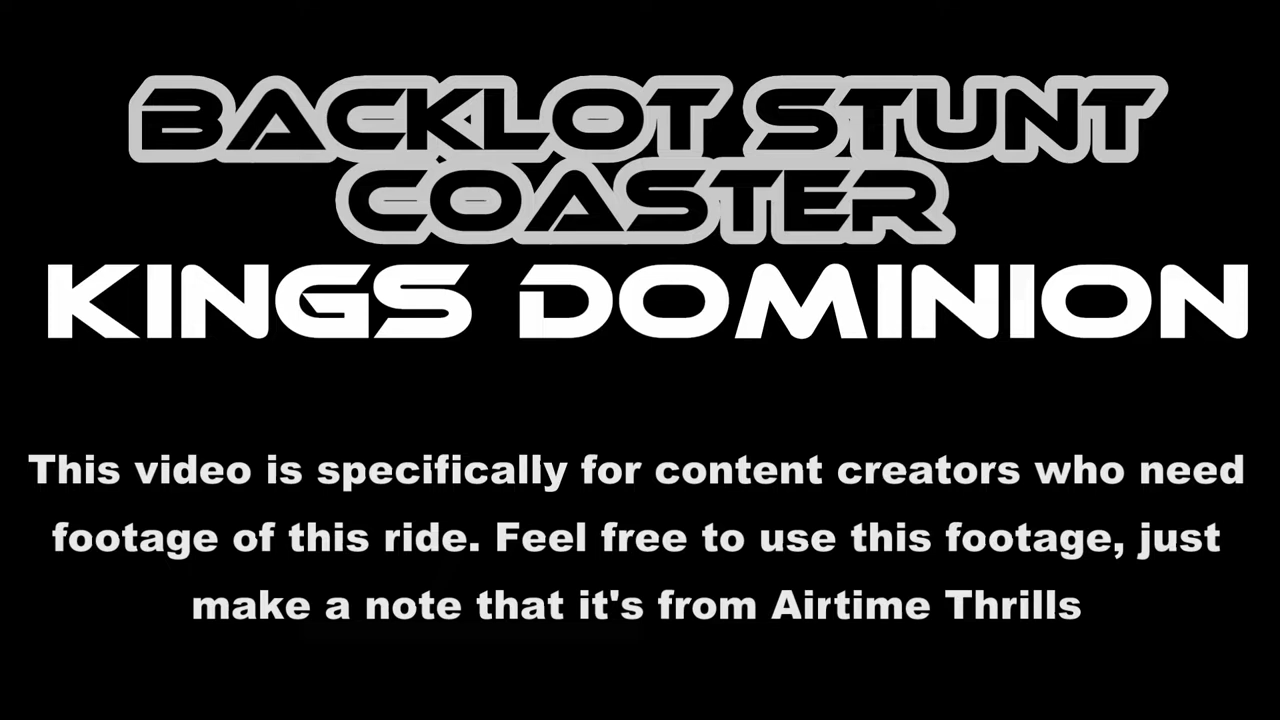 BACKLOT STUNT
COASTER
KINGS DOMINION
This video is specifically for content creators who need
footage of this ride. Feel free to use this footage, just
make a note that it's from Airtime Thrills